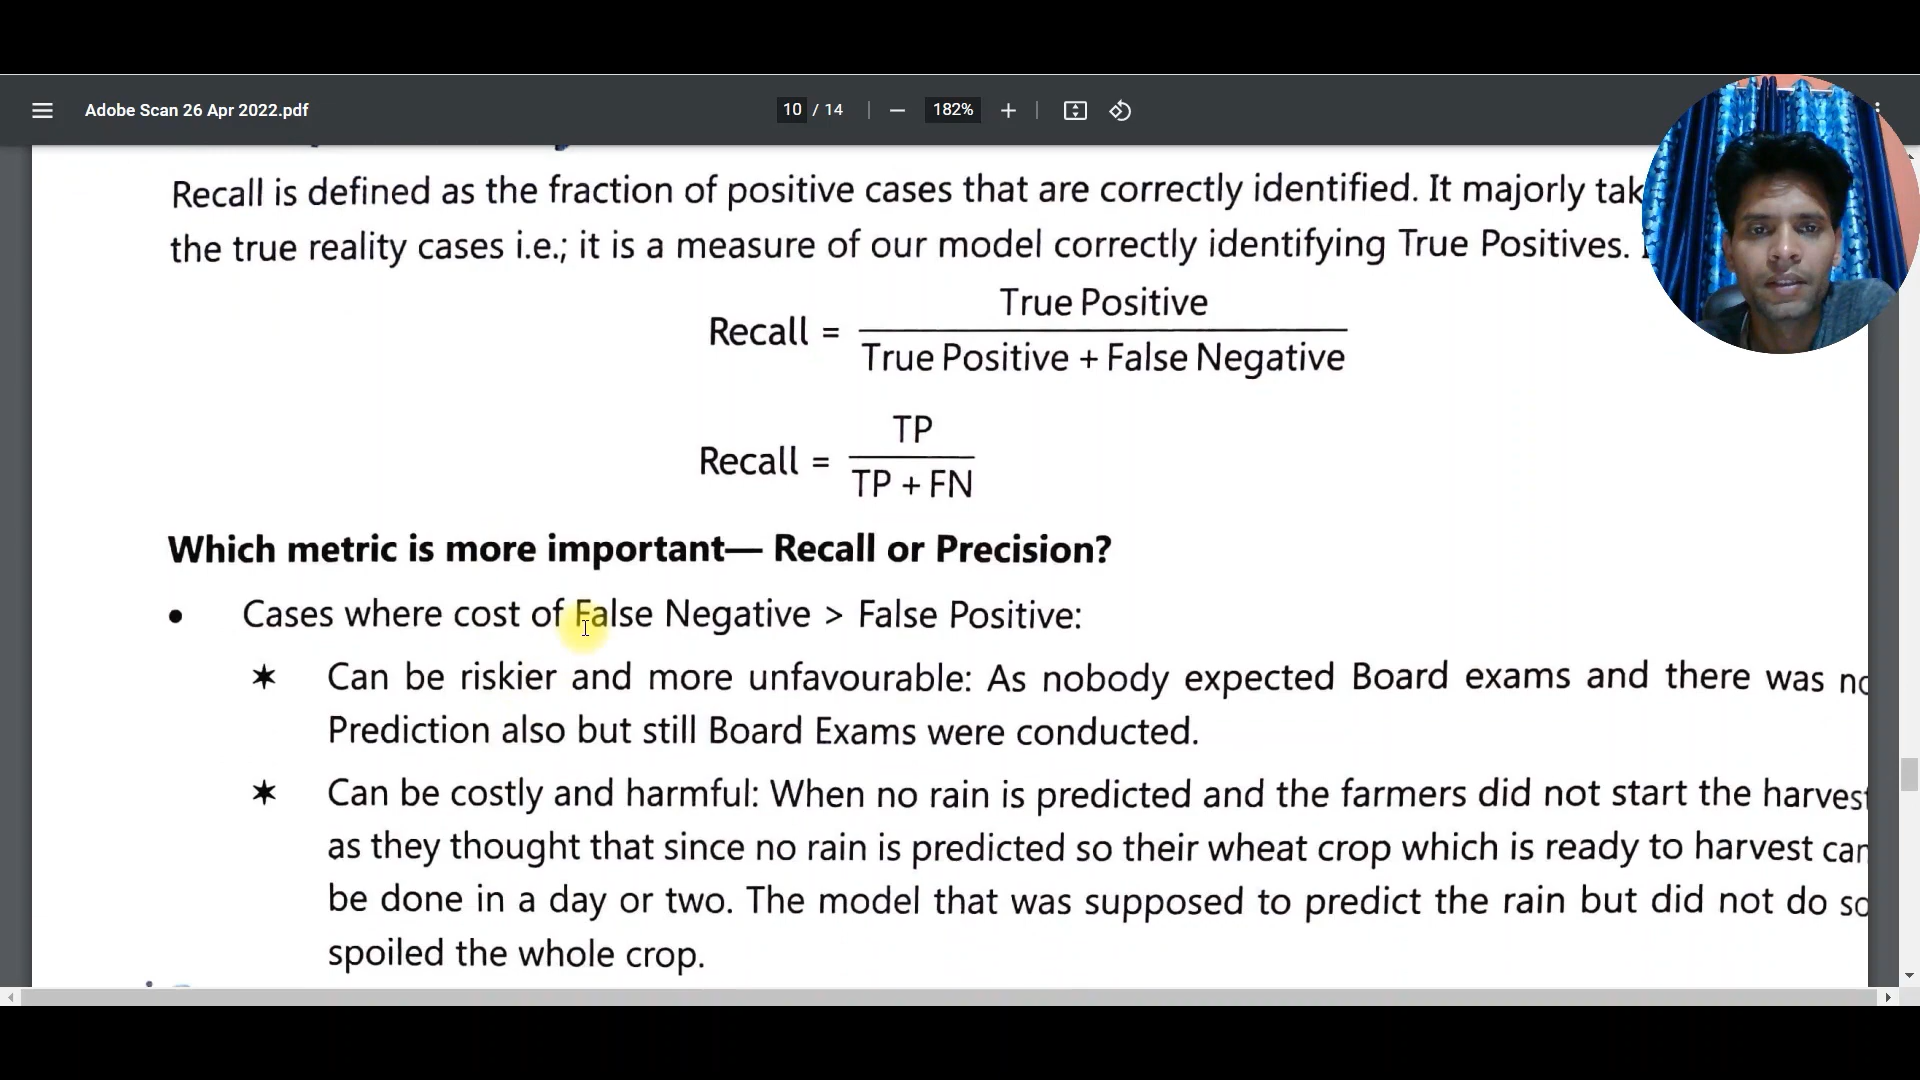 Adobe Scan 26 Apr 2022.pdf 10 / 14 182%
Recall is defined as the fraction of positive cases that are correctly identified. It majorly
the true reality cases i.e.; it is a measure of our model correctly identifying True Positives.
True Positive
Recall =
True Positive + False Negative
TP
Recall =
TP + FN
Which metric is more important— Recall or Precision?
• Cases where cost of False Negative > False Positive:
✶ Can be riskier and more unfavourable: As nobody expected Board exams and there was
Prediction also but still Board Exams were conducted.
✶ Can be costly and harmful: When no rain is predicted and the farmers did not start the harvest
as they thought that since no rain is predicted so their wheat crop which is ready to harvest can
be done in a day or two. The model that was supposed to predict the rain but did not do so
spoiled the whole crop.